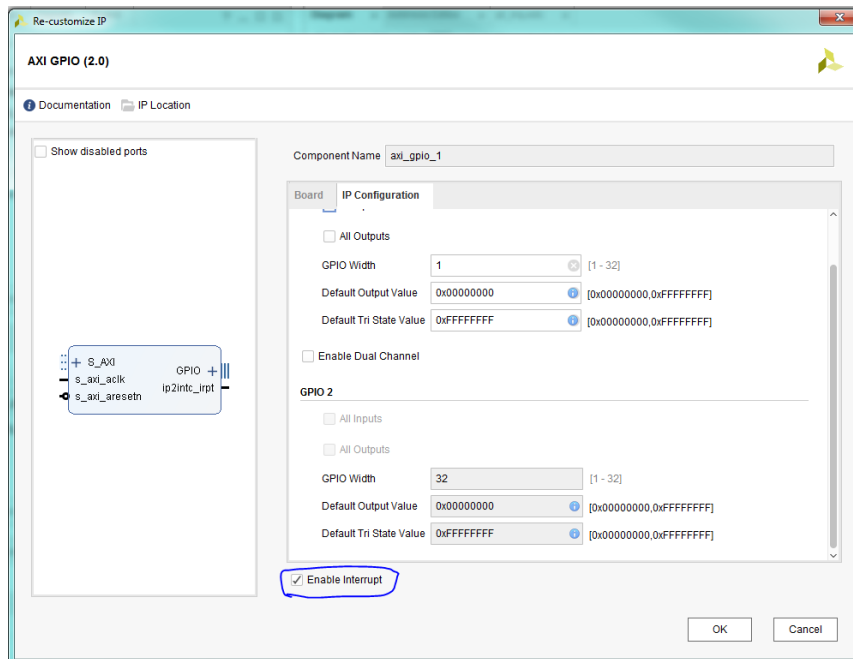 Re-customize IP
AXI GPIO (2.0)
Documentation IP Location
Show disabled ports
S_AXI
s_axi_aclk
s_axi_aresetn
GPIO
ip2intc_irpt
Component Name axi_gpio_1
Board IP Configuration
All Outputs
GPIO Width 1 [1 - 32]
Default Output Value 0x00000000 [0x00000000,0xFFFFFFFF]
Default Tri State Value 0xFFFFFFFF [0x00000000,0xFFFFFFFF]
Enable Dual Channel
GPIO 2
All Inputs
All Outputs
GPIO Width 32 [1 - 32]
Default Output Value 0x00000000 [0x00000000,0xFFFFFFFF]
Default Tri State Value 0xFFFFFFFF [0x00000000,0xFFFFFFFF]
Enable Interrupt
OK Cancel